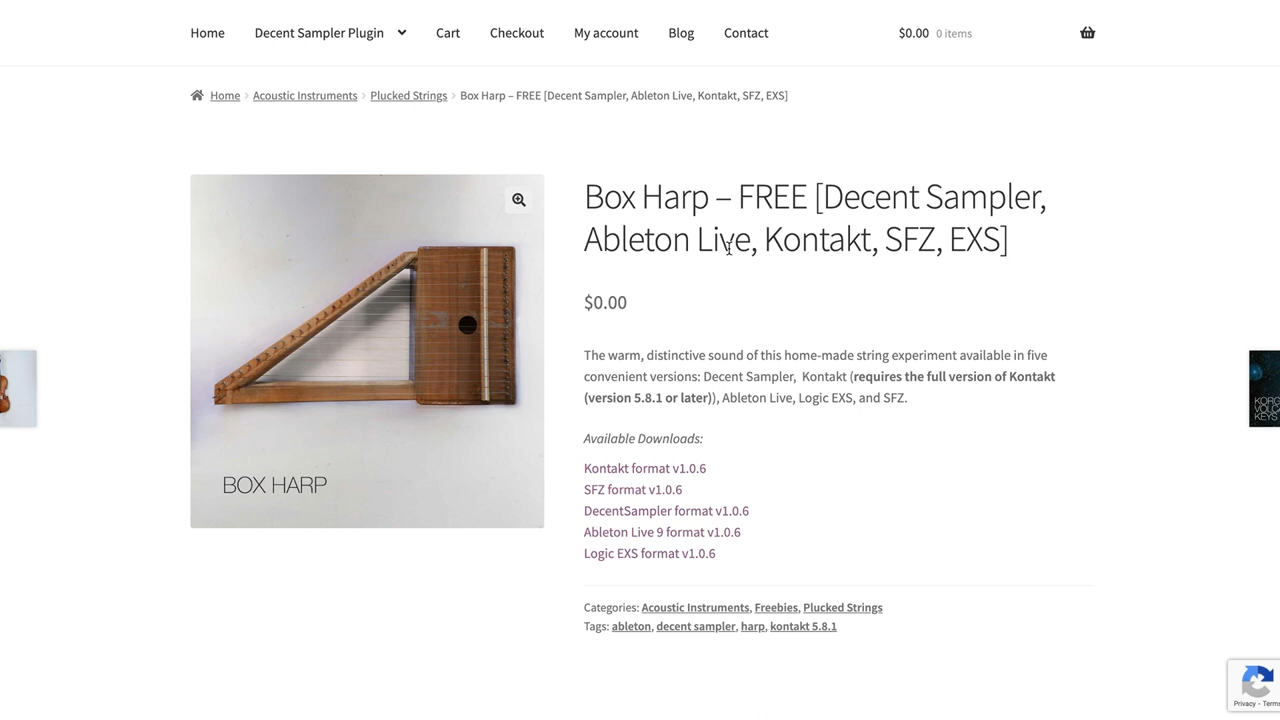 Home Decent Sampler Plugin Cart Checkout My account Blog Contact $0.00 0 items
Home Acoustic Instruments Plucked Strings Box Harp – FREE [Decent Sampler, Ableton Live, Kontakt, SFZ, EXS]
Box Harp – FREE [Decent Sampler,
Ableton Live, Kontakt, SFZ, EXS]
$0.00
The warm, distinctive sound of this home-made string experiment available in five
convenient versions: Decent Sampler, Kontakt (requires the full version of Kontakt
(version 5.8.1 or later)), Ableton Live, Logic EXS, and SFZ.
Available Downloads:
Kontakt format v1.0.6
SFZ format v1.0.6
DecentSampler format v1.0.6
Ableton Live 9 format v1.0.6
Logic EXS format v1.0.6
Categories: Acoustic Instruments, Freebies, Plucked Strings
Tags: ableton, decent sampler, harp, kontakt 5.8.1
BOX HARP
KORG
VOLC
KEYS
Privacy - Terms